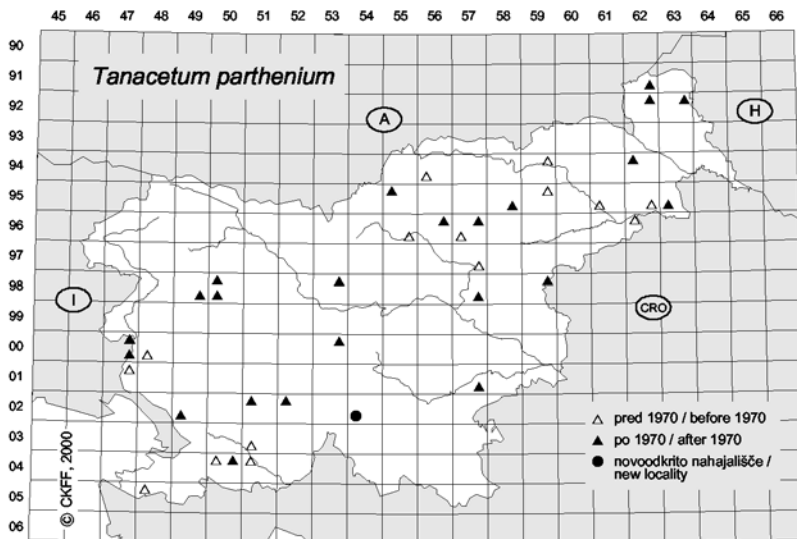 45 46 47 48 49 50 51 52 53 54 55 56 57 58 59 60 61 62 63 64 65 66
90
91
Tanacetum parthenium
92
A
H
93
94
95
96
97
98
I
CRO
99
00
01
02
03
04
05
06
△ pred 1970 / before 1970
▲ po 1970 / after 1970
● novoodkrito nahajališče /
new locality
© CKFF, 2000